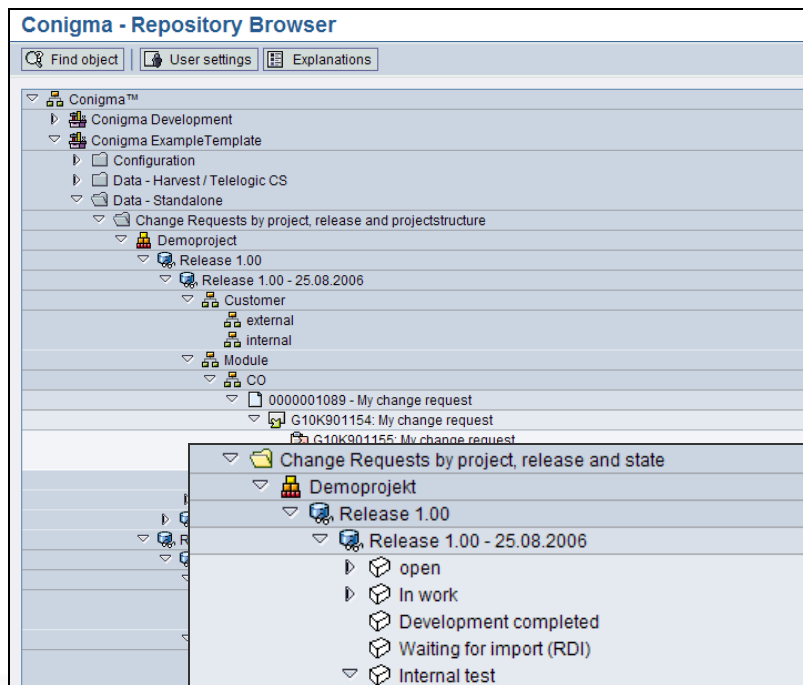 Conigma - Repository Browser
Find object User settings Explanations
Conigma™
Conigma Development
Conigma ExampleTemplate
Configuration
Data - Harvest / Telelogic CS
Data - Standalone
Change Requests by project, release and projectstructure
Demoproject
Release 1.00
Release 1.00 - 25.08.2006
Customer
external
internal
Module
CO
0000001089 - My change request
G10K901154: My change request
G10K901155: My change request
Change Requests by project, release and state
Demoprojekt
Release 1.00
R
Release 1.00 - 25.08.2006
open
In work
Development completed
Waiting for import (RDI)
Internal test